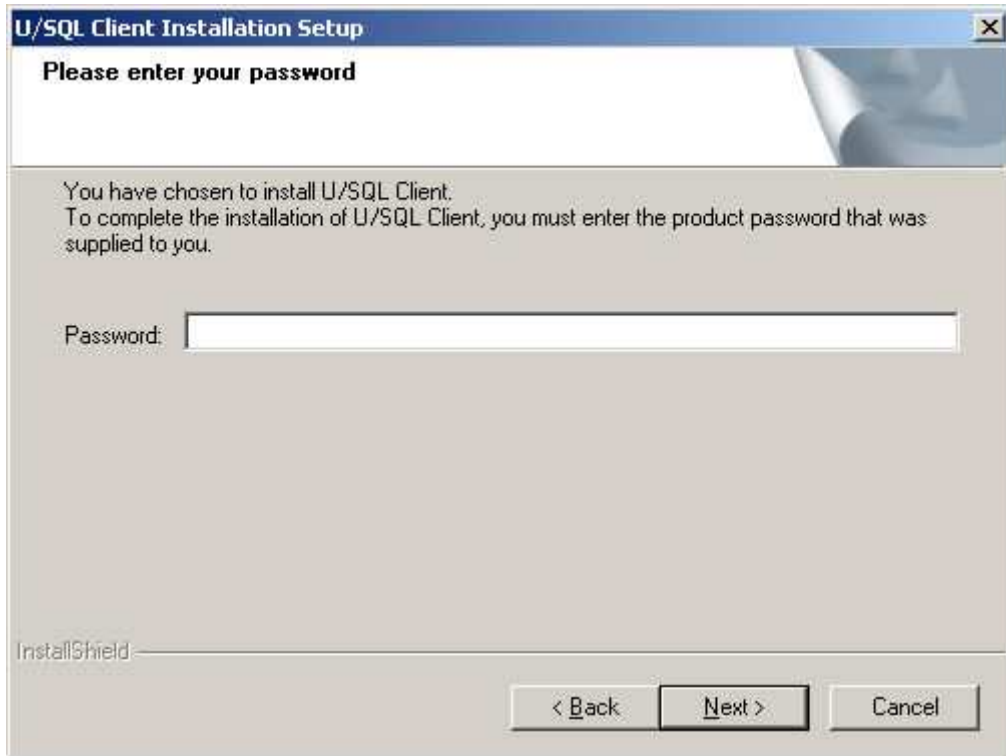 U/SQL Client Installation Setup
Please enter your password
You have chosen to install U/SQL Client.
To complete the installation of U/SQL Client, you must enter the product password that was
supplied to you.
Password:
InstallShield
< Back
Next >
Cancel